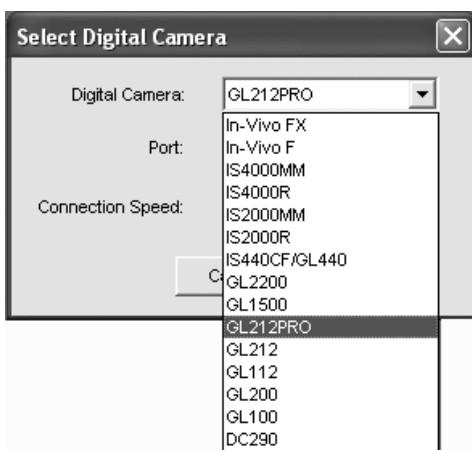 Select Digital Camera
Digital Camera: GL212PRO
In-Vivo FX
Port: In-Vivo F
IS4000MM
IS4000R
Connection Speed: IS2000MM
IS2000R
IS440CF/GL440
GL2200
GL1500
GL212PRO
GL212
GL112
GL200
GL100
DC290